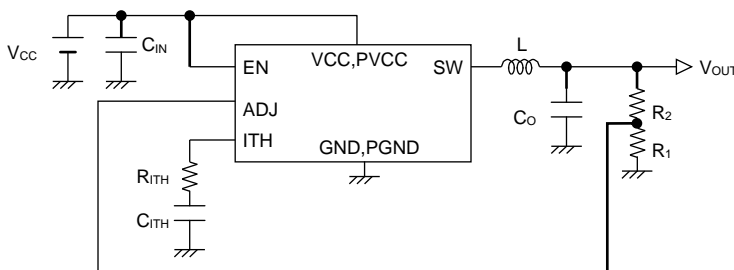 VCC
CIN
EN
VCC,PVCC
SW
L
VOUT
ADJ
ITH
GND,PGND
CO
R2
R1
RITH
CITH